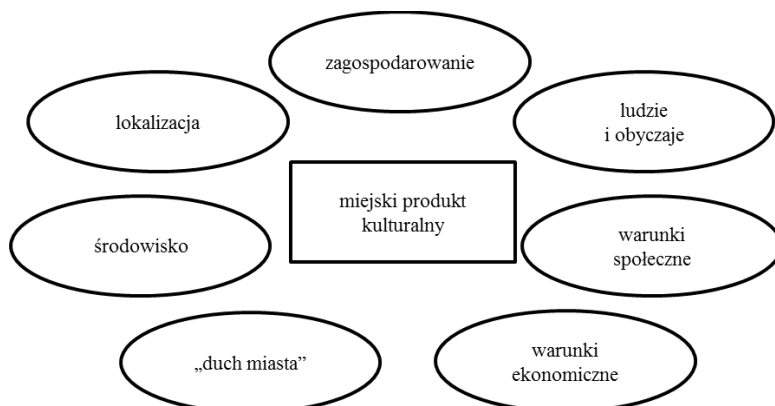 zagospodarowanie
lokalizacja
ludzie
i obyczaje
miejski produkt
kulturalny
środowisko
warunki
społeczne
„duch miasta”
warunki
ekonomiczne